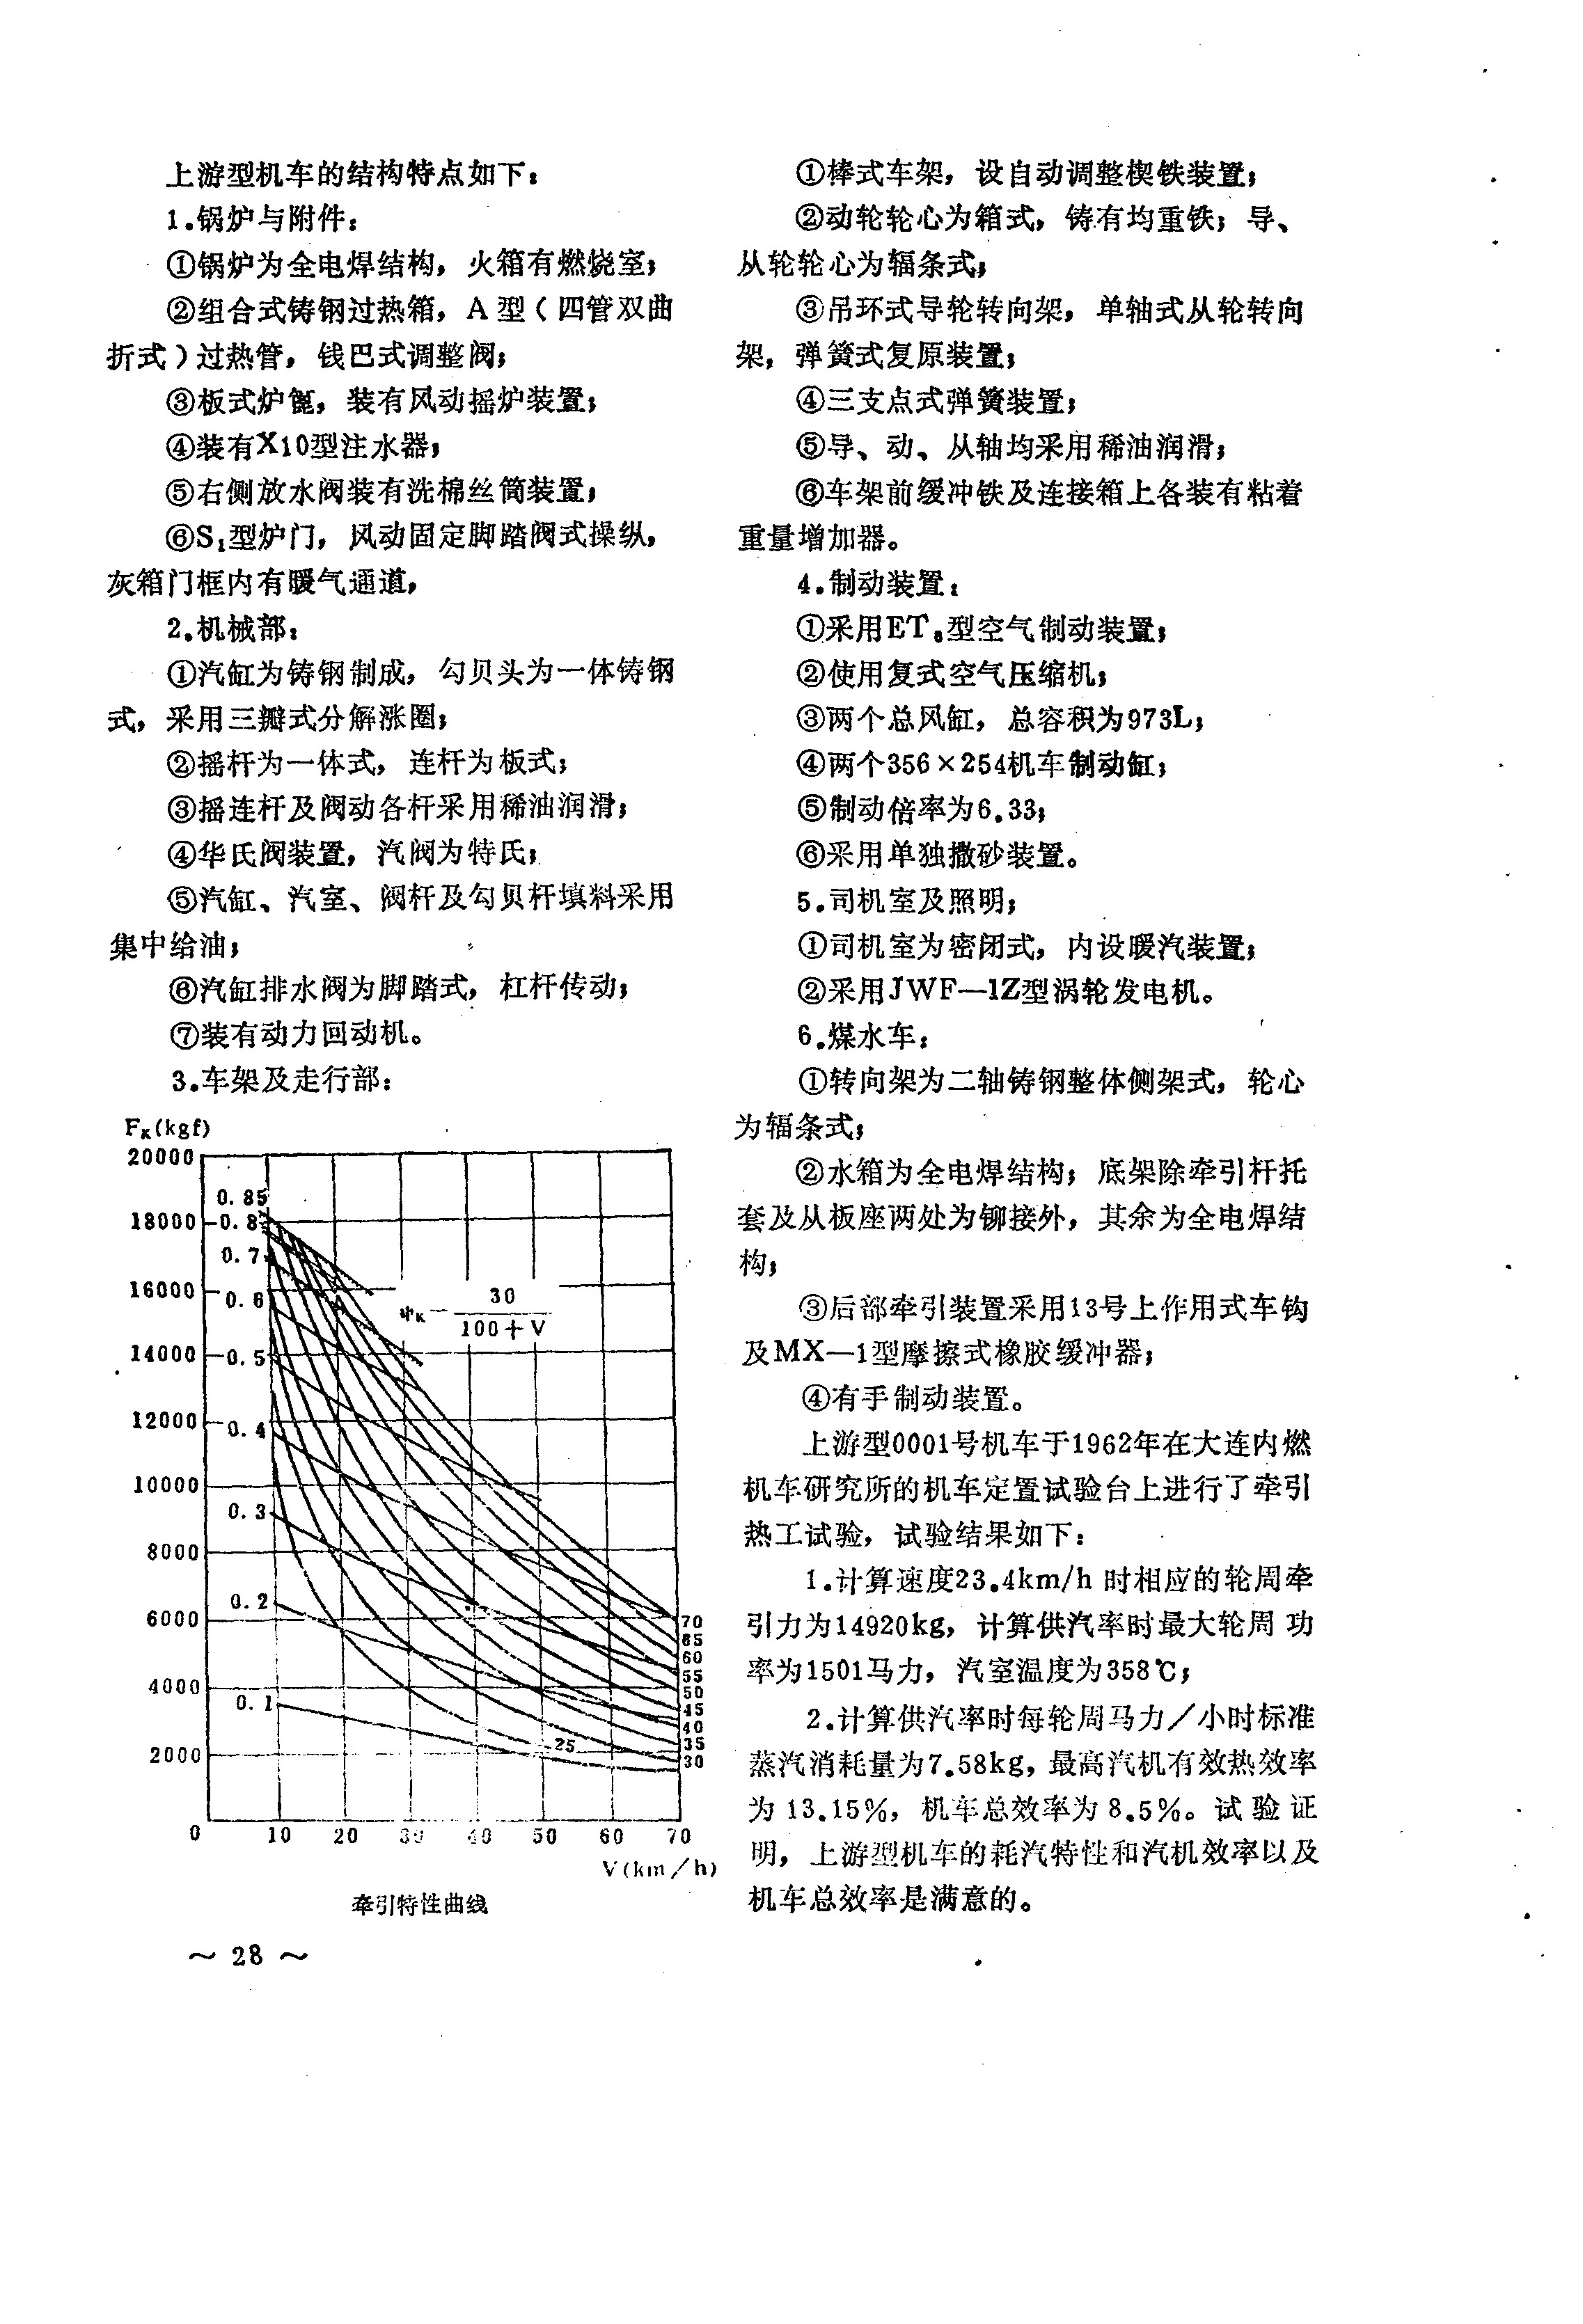 上游型机车的结构特点如下：
1.锅炉与附件：
①锅炉为全电焊结构，火箱有燃烧室；
②组合式铸钢过热箱，A型（四管双曲
折式）过热管，钱巴式调整阀；
③板式炉篦，装有风动摇炉装置；
④装有X10型注水器；
⑤右侧放水阀装有洗棉丝筒装置；
⑥S₁型炉门，风动固定脚踏阀式操纵，
灰箱门框内有暖气通道，
2.机械部：
①汽缸为铸钢制成，勾贝头为一体铸钢
式，采用三瓣式分解涨圈；
②摇杆为一体式，连杆为板式；
③摇连杆及阀动各杆采用稀油润滑；
④华氏阀装置，汽阀为特氏；
⑤汽缸、汽室、阀杆及勾贝杆填料采用
集中给油；
⑥汽缸排水阀为脚踏式，杠杆传动；
⑦装有动力回动机。
3.车架及走行部：
Fκ(kgf)
20000
18000
16000
14000
12000
10000
8000
6000
4000
2000
0.85
0.8
0.7
0.6
0.5
0.4
0.3
0.2
0.1
30
100＋V
70
65
60
55
50
45
40
35
30
25
0 10 20 30 40 50 60 70
V(km／h)
牵引特性曲线
～ 28 ～
①棒式车架，设自动调整楔铁装置；
②动轮轮心为箱式，铸有均重铁；导、
从轮轮心为辐条式；
③吊环式导轮转向架，单轴式从轮转向
架，弹簧式复原装置；
④三支点式弹簧装置；
⑤导、动、从轴均采用稀油润滑；
⑥车架前缓冲铁及连接箱上各装有粘着
重量增加器。
4.制动装置：
①采用ET₆型空气制动装置；
②使用复式空气压缩机；
③两个总风缸，总容积为973L；
④两个356×254机车制动缸；
⑤制动倍率为6.33；
⑥采用单独撒砂装置。
5.司机室及照明；
①司机室为密闭式，内设暖汽装置；
②采用JWF—1Z型涡轮发电机。
6.煤水车：
①转向架为二轴铸钢整体侧架式，轮心
为辐条式；
②水箱为全电焊结构；底架除牵引杆托
套及从板座两处为铆接外，其余为全电焊结
构；
③后部牵引装置采用13号上作用式车钩
及MX—1型摩擦式橡胶缓冲器；
④有手制动装置。
上游型0001号机车于1962年在大连内燃
机车研究所的机车定置试验台上进行了牵引
热工试验，试验结果如下：
1.计算速度23.4km/h 时相应的轮周牵
引力为14920kg，计算供汽率时最大轮周功
率为1501马力，汽室温度为358℃；
2.计算供汽率时每轮周马力／小时标准
蒸汽消耗量为7.58kg，最高汽机有效热效率
为13.15％，机车总效率为8.5％。试验证
明，上游型机车的耗汽特性和汽机效率以及
机车总效率是满意的。